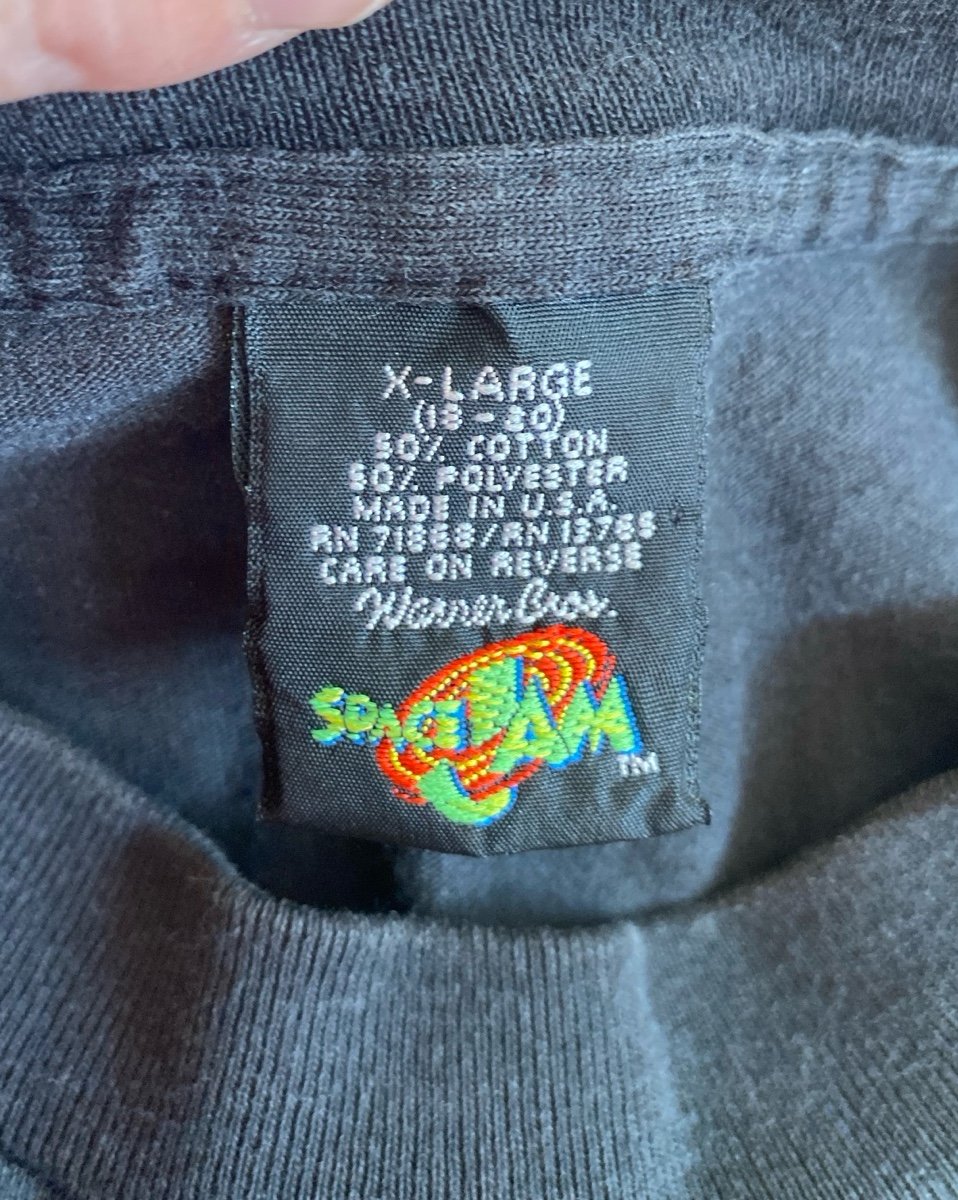 X-LARGE
(18-20)
50% COTTON
50% POLYESTER
MADE IN U.S.A.
RN 71888/RN 13765
CARE ON REVERSE
Warner Bros.
SPACE JAM
TM